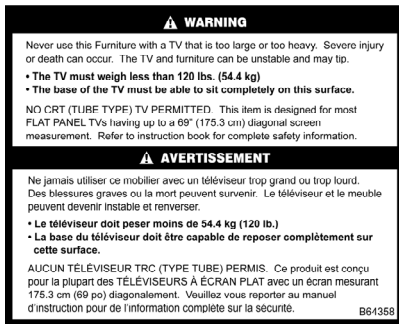 WARNING
Never use this Furniture with a TV that is too large or too heavy. Severe injury
or death can occur. The TV and furniture can be unstable and may tip.
• The TV must weigh less than 120 lbs. (54.4 kg)
• The base of the TV must be able to sit completely on this surface.
NO CRT (TUBE TYPE) TV PERMITTED. This item is designed for most
FLAT PANEL TVs having up to a 69" (175.3 cm) diagonal screen
measurement. Refer to instruction book for complete safety information.
AVERTISSEMENT
Ne jamais utiliser ce mobilier avec un téléviseur trop grand ou trop lourd.
Des blessures graves ou la mort peuvent survenir. Le téléviseur et le meuble
peuvent devenir instable et renverser.
• Le téléviseur doit peser moins de 54.4 kg (120 lb.)
• La base du téléviseur doit être capable de reposer complètement sur
cette surface.
AUCUN TÉLÉVISEUR TRC (TYPE TUBE) PERMIS. Ce produit est conçu
pour la plupart des TÉLÉVISEURS À ÉCRAN PLAT avec un écran mesurant
175.3 cm (69 po) diagonalement. Veuillez vous reporter au manuel
d'instruction pour de l'information complète sur la sécurité.
B64358